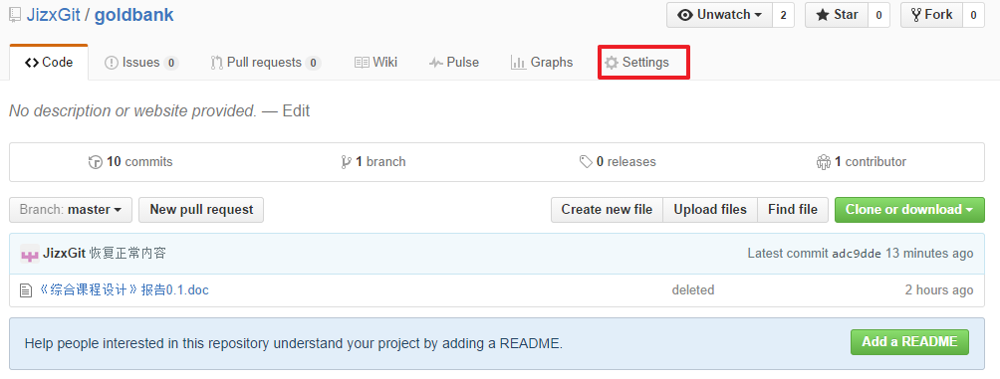 JizxGit / goldbank Unwatch 2 Star 0 Fork 0
Code Issues 0 Pull requests 0 Wiki Pulse Graphs Settings
No description or website provided. — Edit
10 commits 1 branch 0 releases 1 contributor
Branch: master New pull request Create new file Upload files Find file Clone or download
JizxGit 恢复正常内容 Latest commit adc9dde 13 minutes ago
《综合课程设计》报告0.1.doc deleted 2 hours ago
Help people interested in this repository understand your project by adding a README. Add a README